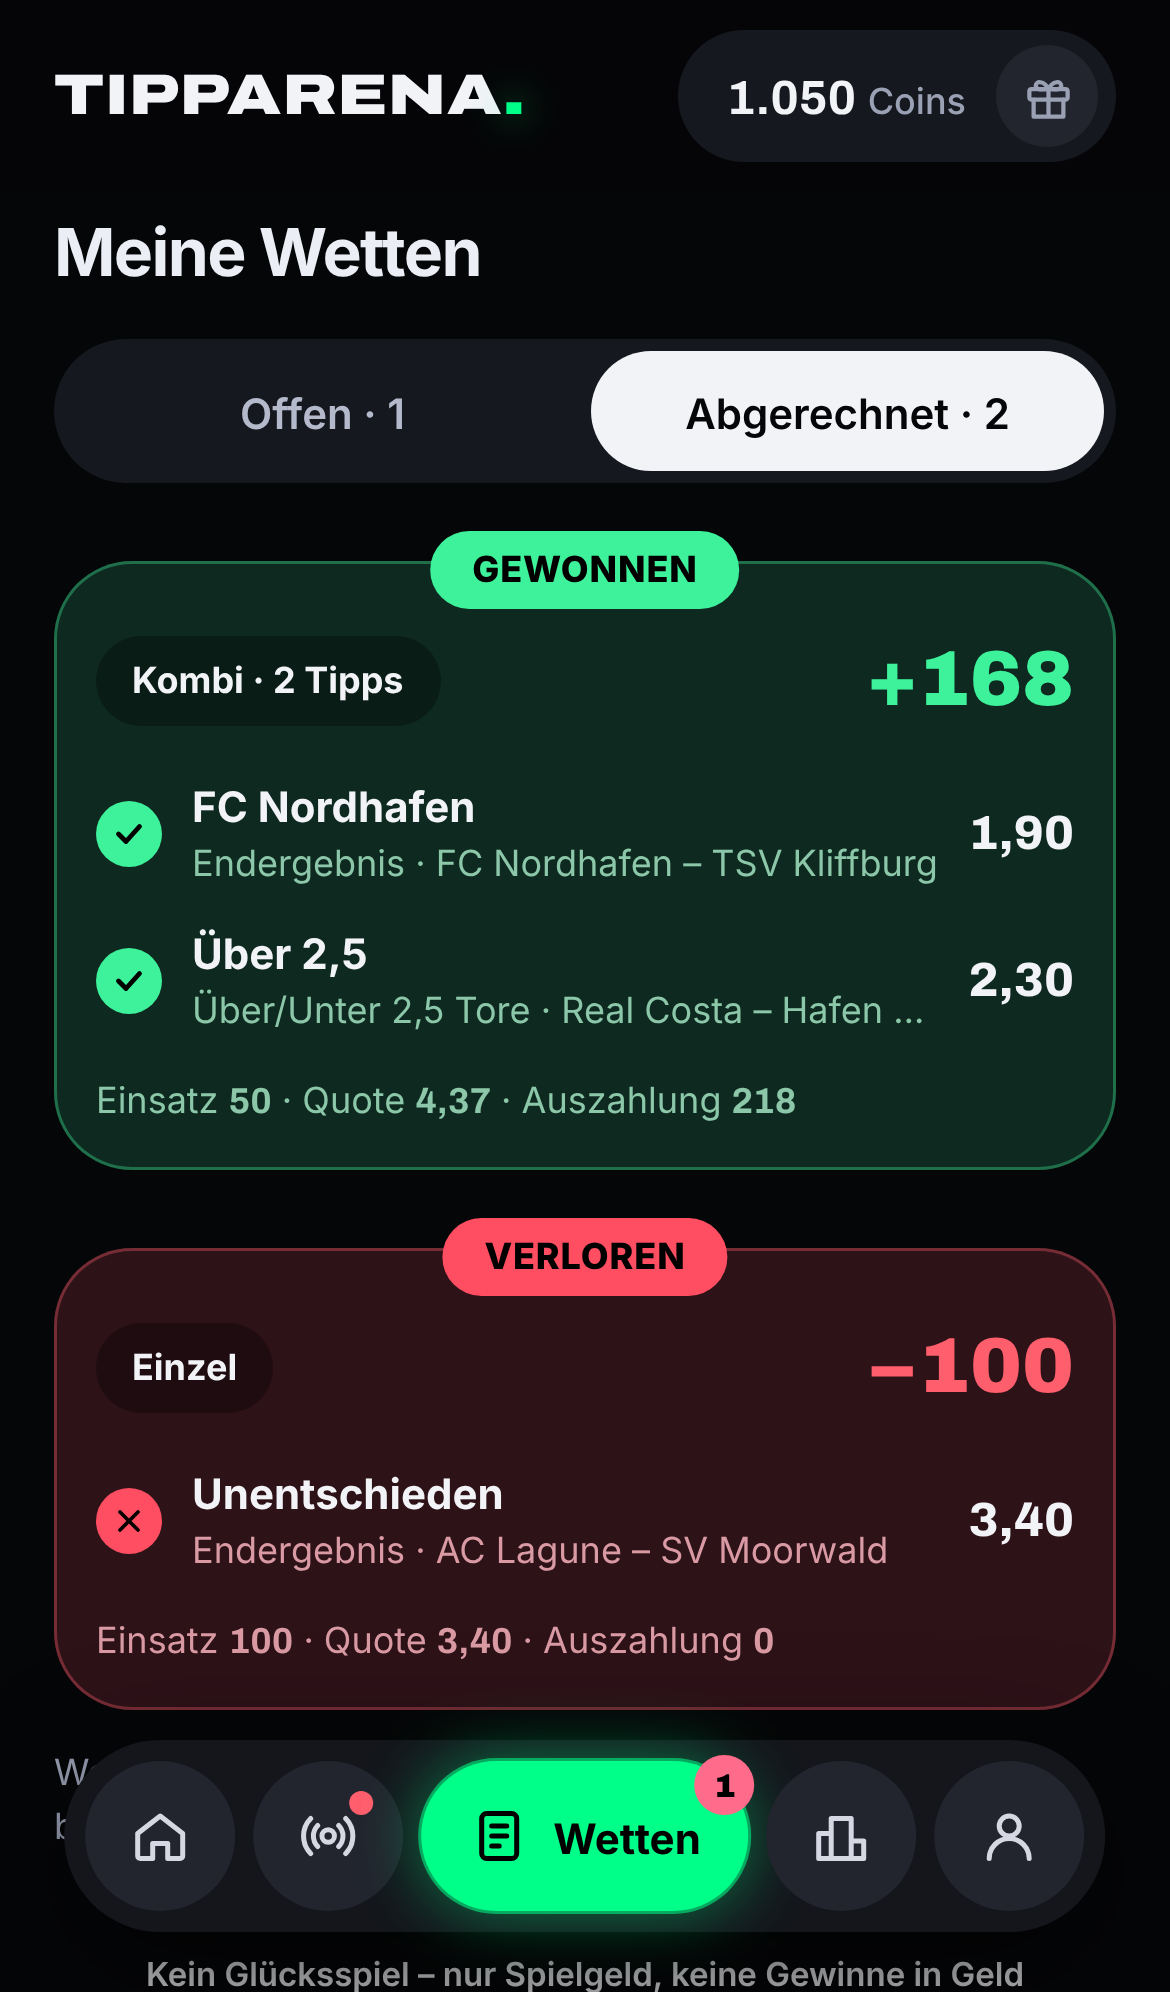 TIPPARENA.
1.050 Coins
Meine Wetten
Offen · 1
Abgerechnet · 2
GEWONNEN
Kombi · 2 Tipps
+168
FC Nordhafen
1,90
Endergebnis · FC Nordhafen – TSV Kliffburg
Über 2,5
2,30
Über/Unter 2,5 Tore · Real Costa – Hafen ...
Einsatz 50 · Quote 4,37 · Auszahlung 218
VERLOREN
Einzel
–100
Unentschieden
3,40
Endergebnis · AC Lagune – SV Moorwald
Einsatz 100 · Quote 3,40 · Auszahlung 0
1
Wetten
Kein Glücksspiel – nur Spielgeld, keine Gewinne in Geld